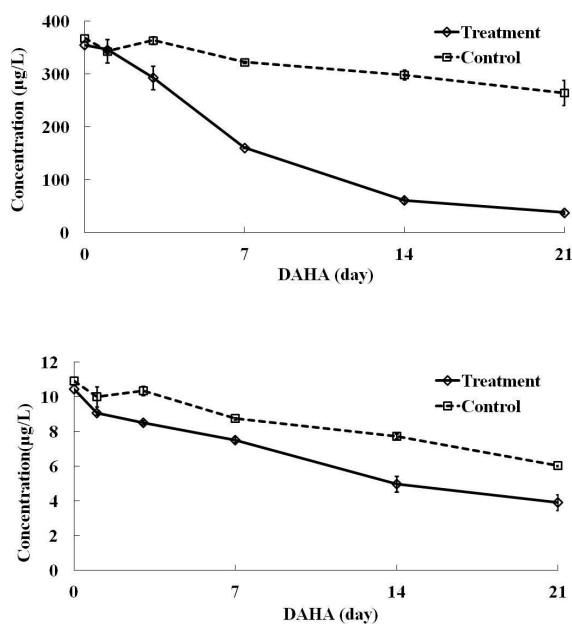 400
300
200
100
0
Concentration (µg/L)
Treatment
Control
0 7 14 21
DAHA (day)
12
10
8
6
4
2
0
Concentration(µg/L)
Treatment
Control
0 7 14 21
DAHA (day)